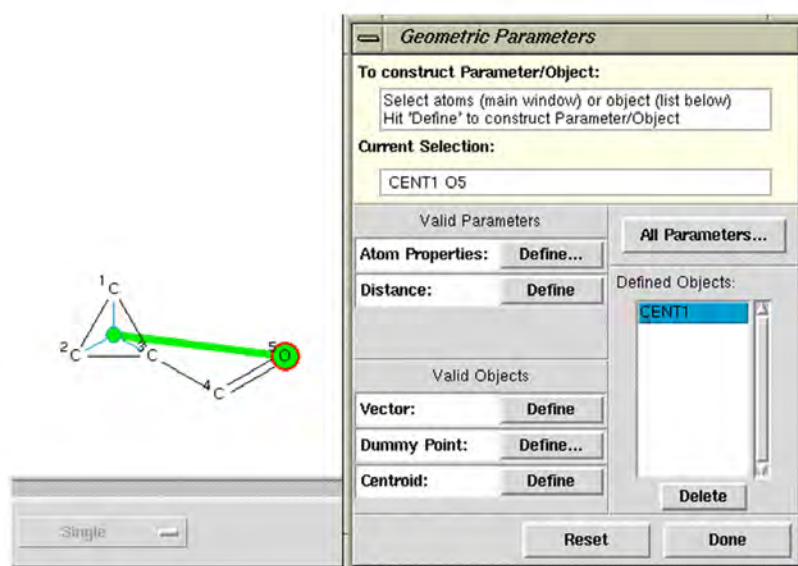 Geometric Parameters
To construct Parameter/Object:
Select atoms (main window) or object (list below)
Hit 'Define' to construct Parameter/Object
Current Selection:
CENT1 O5
Valid Parameters
Atom Properties: Define...
Distance: Define
All Parameters...
Defined Objects:
CENT1
Valid Objects
Vector: Define
Dummy Point: Define...
Centroid: Define
Delete
Reset Done
1 C
2 C
3 C
4 C
5 O
Single